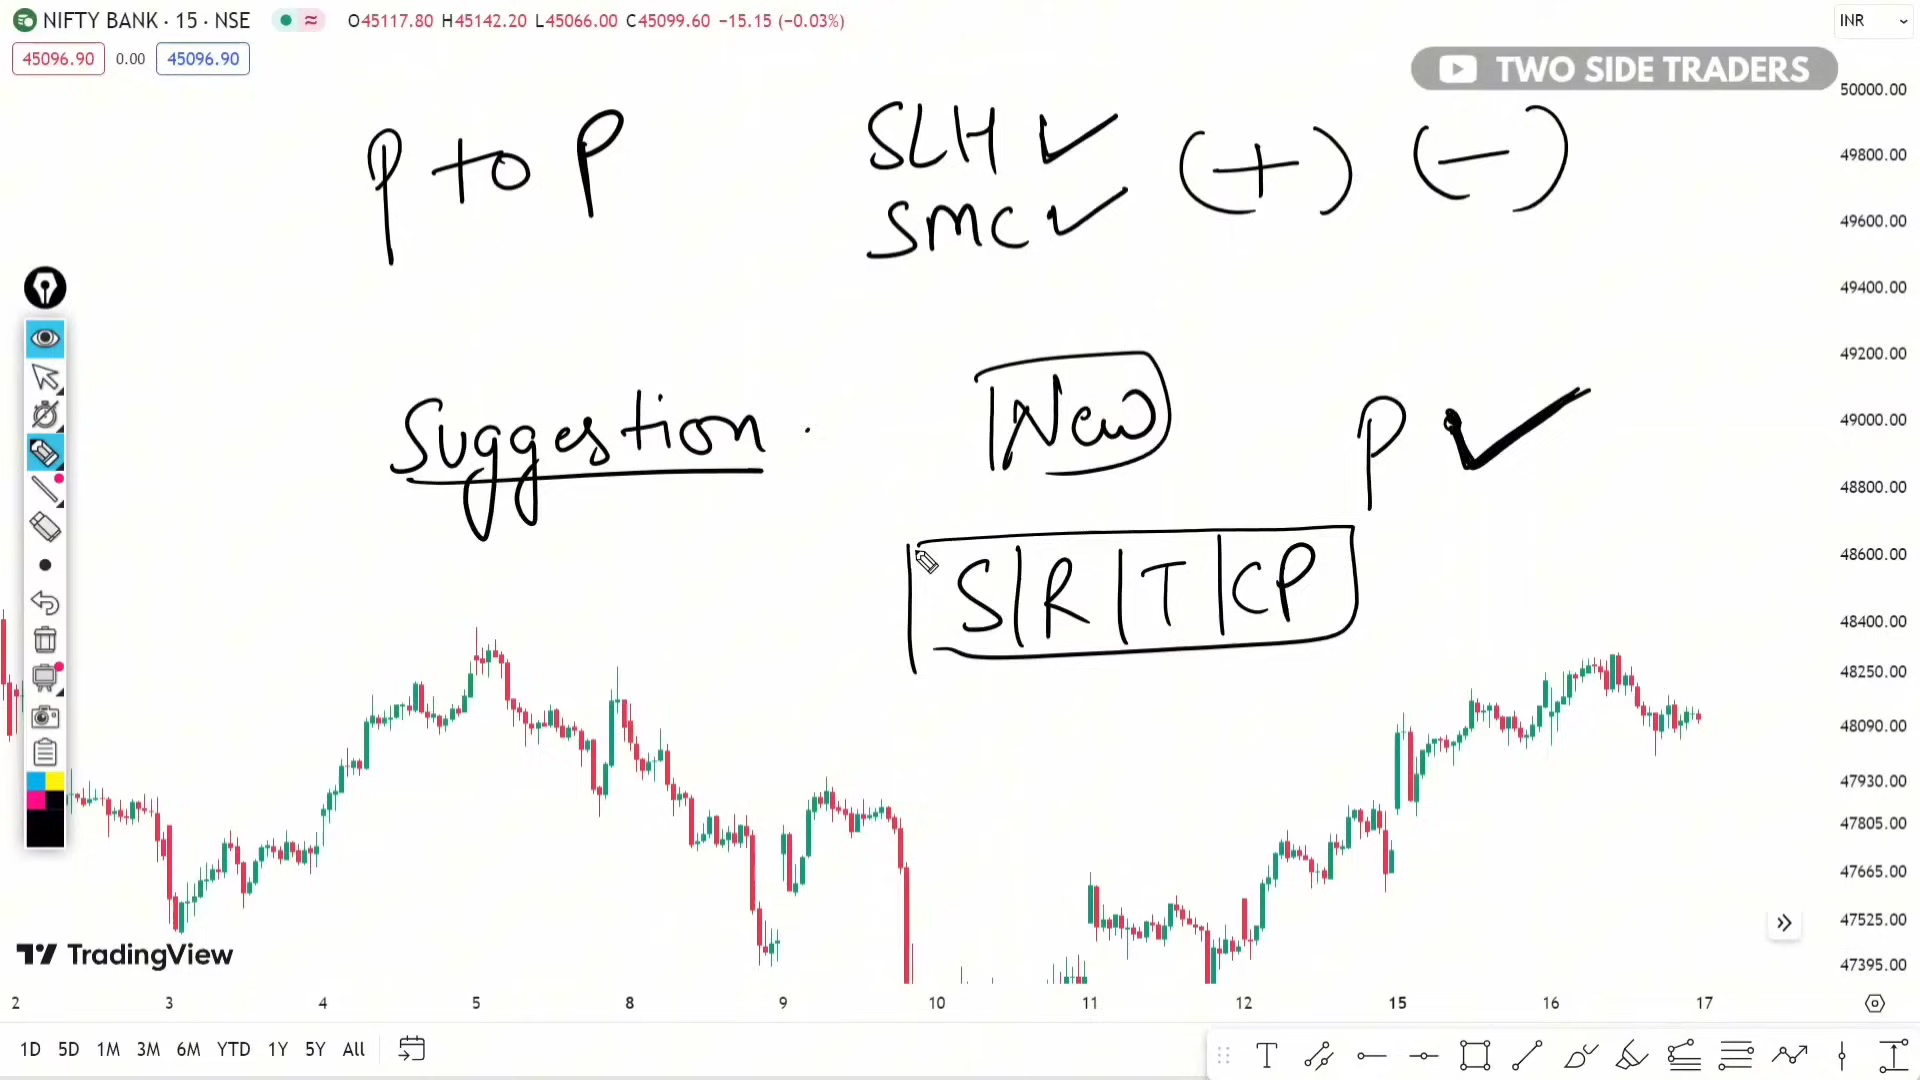 NIFTY BANK · 15 · NSE O45117.80 H45142.20 L45066.00 C45099.60 −15.15 (−0.03%) INR
45096.90 0.00 45096.90
TWO SIDE TRADERS
50000.00
49800.00
49600.00
49400.00
49200.00
49000.00
48800.00
48600.00
48400.00
48250.00
48090.00
47930.00
47805.00
47665.00
47525.00
47395.00
P to P
SLH ✓ (+) (−)
SMC ✓
Suggestion .
New
P ✓
S|R|T|CP
TradingView
2 3 4 5 8 9 10 11 12 15 16 17
1D 5D 1M 3M 6M YTD 1Y 5Y All